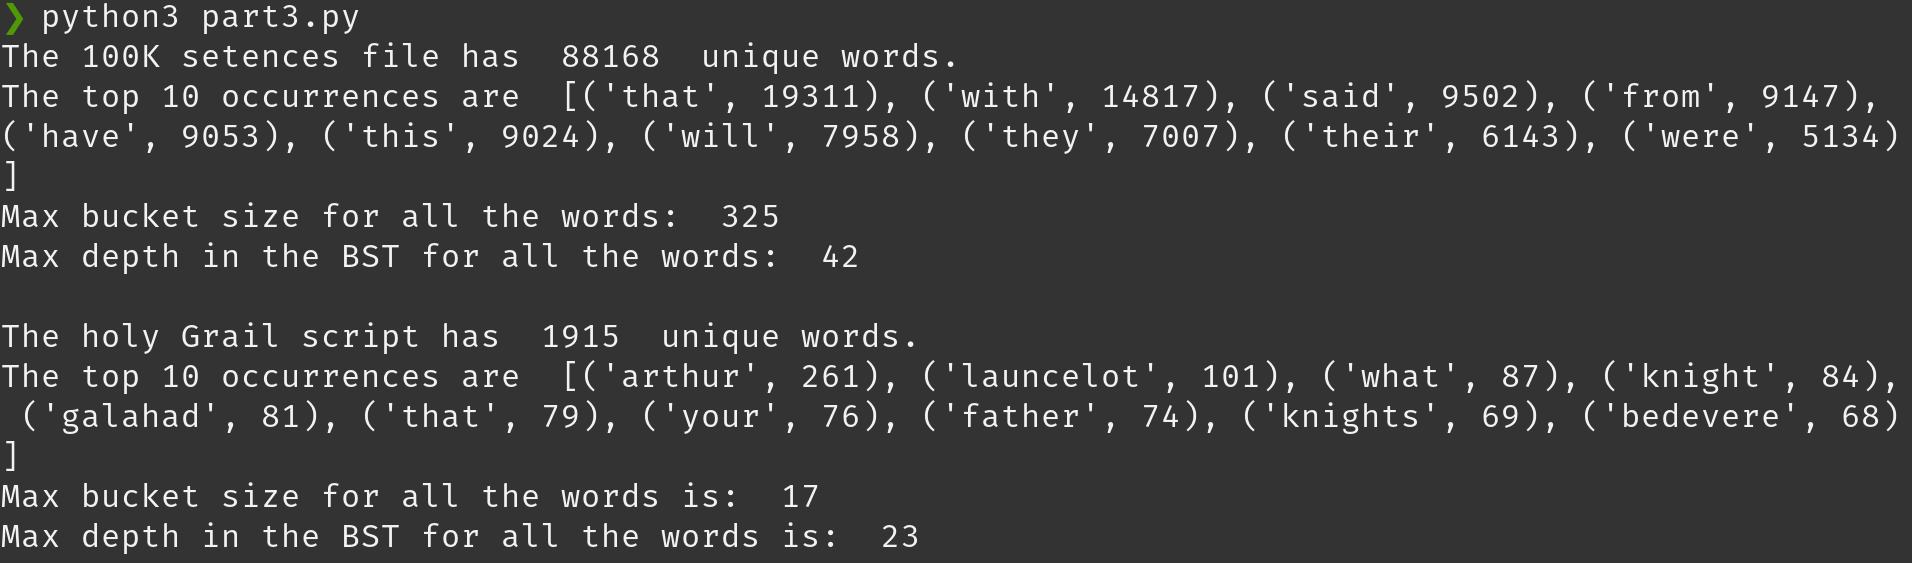 ❯ python3 part3.py
The 100K setences file has  88168  unique words.
The top 10 occurrences are  [('that', 19311), ('with', 14817), ('said', 9502), ('from', 9147),
('have', 9053), ('this', 9024), ('will', 7958), ('they', 7007), ('their', 6143), ('were', 5134)
]
Max bucket size for all the words:  325
Max depth in the BST for all the words:  42

The holy Grail script has  1915  unique words.
The top 10 occurrences are  [('arthur', 261), ('launcelot', 101), ('what', 87), ('knight', 84),
 ('galahad', 81), ('that', 79), ('your', 76), ('father', 74), ('knights', 69), ('bedevere', 68)
]
Max bucket size for all the words is:  17
Max depth in the BST for all the words is:  23